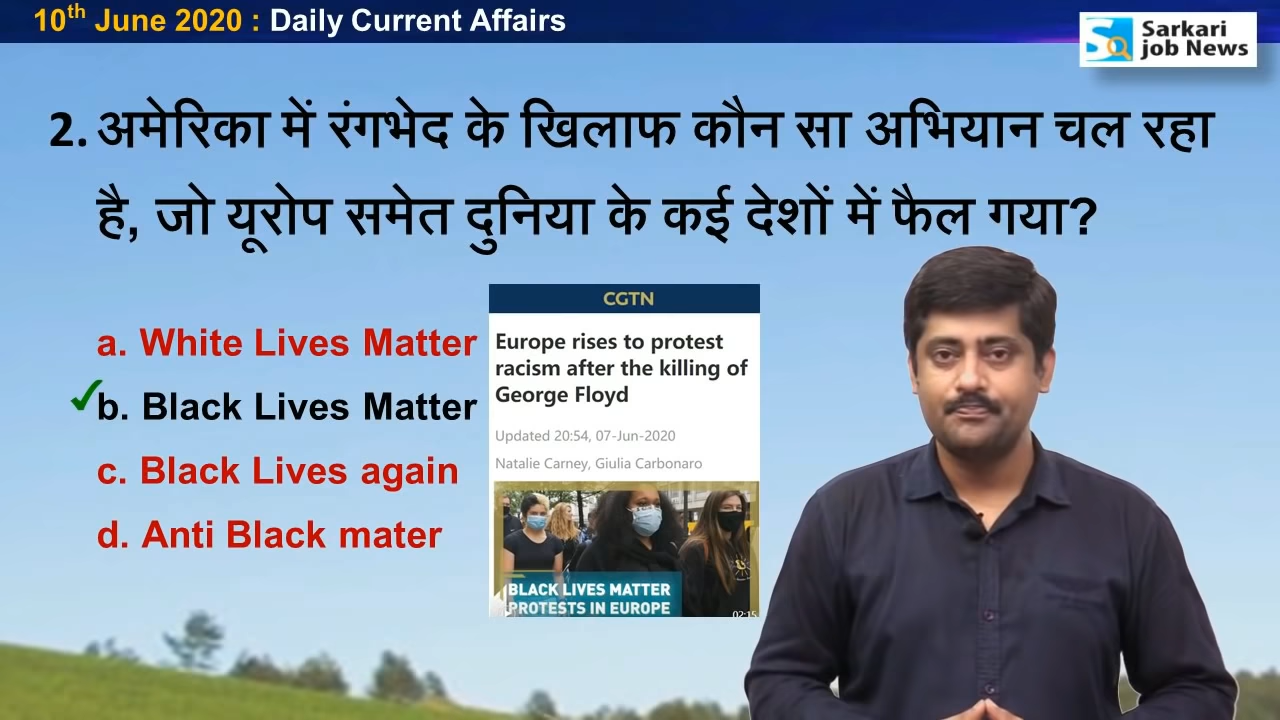 10th June 2020 : Daily Current Affairs
Sarkari
job News
2. अमेरिका में रंगभेद के खिलाफ कौन सा अभियान चल रहा
है, जो यूरोप समेत दुनिया के कई देशों में फैल गया?
a. White Lives Matter
b. Black Lives Matter
c. Black Lives again
d. Anti Black mater
CGTN
Europe rises to protest
racism after the killing of
George Floyd
Updated 20:54, 07-Jun-2020
Natalie Carney, Giulia Carbonaro
BLACK LIVES MATTER
PROTESTS IN EUROPE
02:15